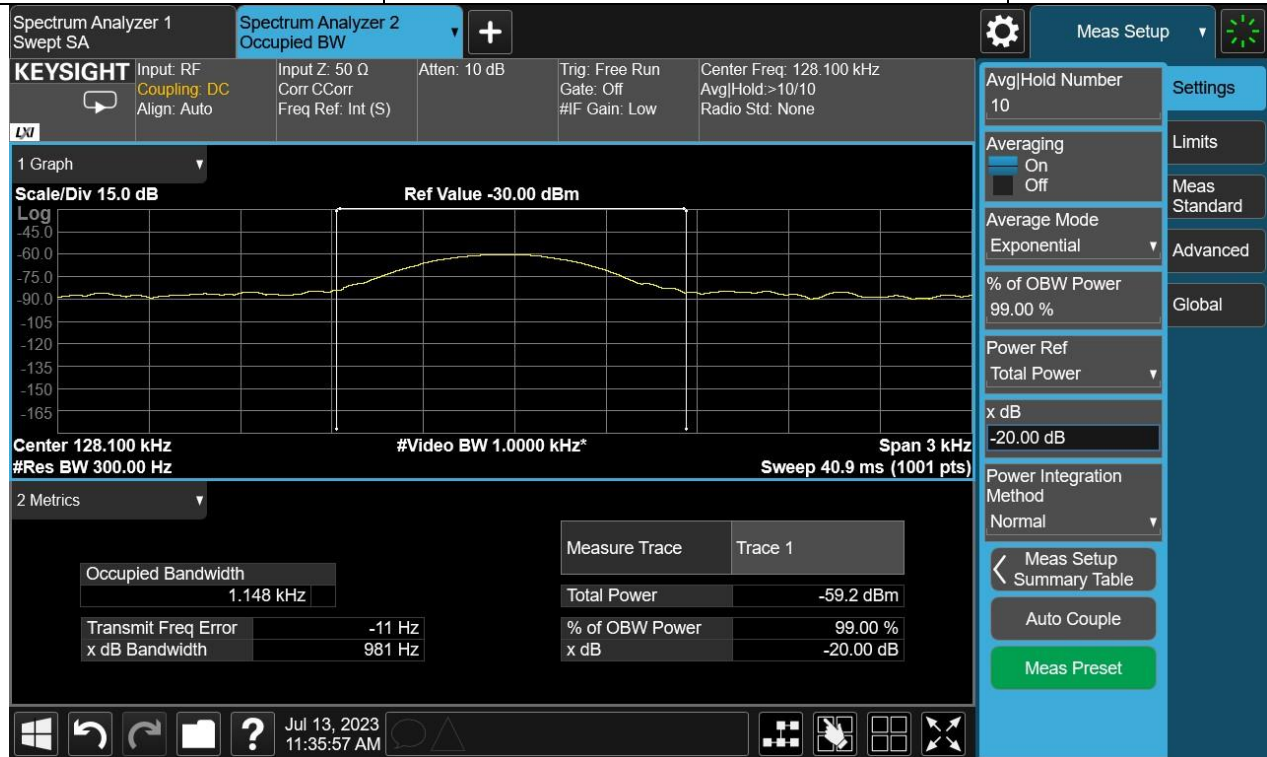 Spectrum Analyzer 1
Swept SA
Spectrum Analyzer 2
Occupied BW
Meas Setup
KEYSIGHT
LXI
Input: RF
Coupling: DC
Align: Auto
Input Z: 50 Ω
Corr CCorr
Freq Ref: Int (S)
Atten: 10 dB
Trig: Free Run
Gate: Off
#IF Gain: Low
Center Freq: 128.100 kHz
Avg|Hold:>10/10
Radio Std: None
1 Graph
Scale/Div 15.0 dB
Ref Value -30.00 dBm
Log
-45.0
-60.0
-75.0
-90.0
-105
-120
-135
-150
-165
Center 128.100 kHz
#Video BW 1.0000 kHz*
Span 3 kHz
#Res BW 300.00 Hz
Sweep 40.9 ms (1001 pts)
2 Metrics
Measure Trace
Trace 1
Occupied Bandwidth
1.148 kHz
Total Power
-59.2 dBm
Transmit Freq Error
-11 Hz
% of OBW Power
99.00 %
x dB Bandwidth
981 Hz
x dB
-20.00 dB
Avg|Hold Number
10
Averaging
On
Off
Average Mode
Exponential
% of OBW Power
99.00 %
Power Ref
Total Power
x dB
-20.00 dB
Power Integration
Method
Normal
Meas Setup
Summary Table
Auto Couple
Meas Preset
Settings
Limits
Meas
Standard
Advanced
Global
?
Jul 13, 2023
11:35:57 AM